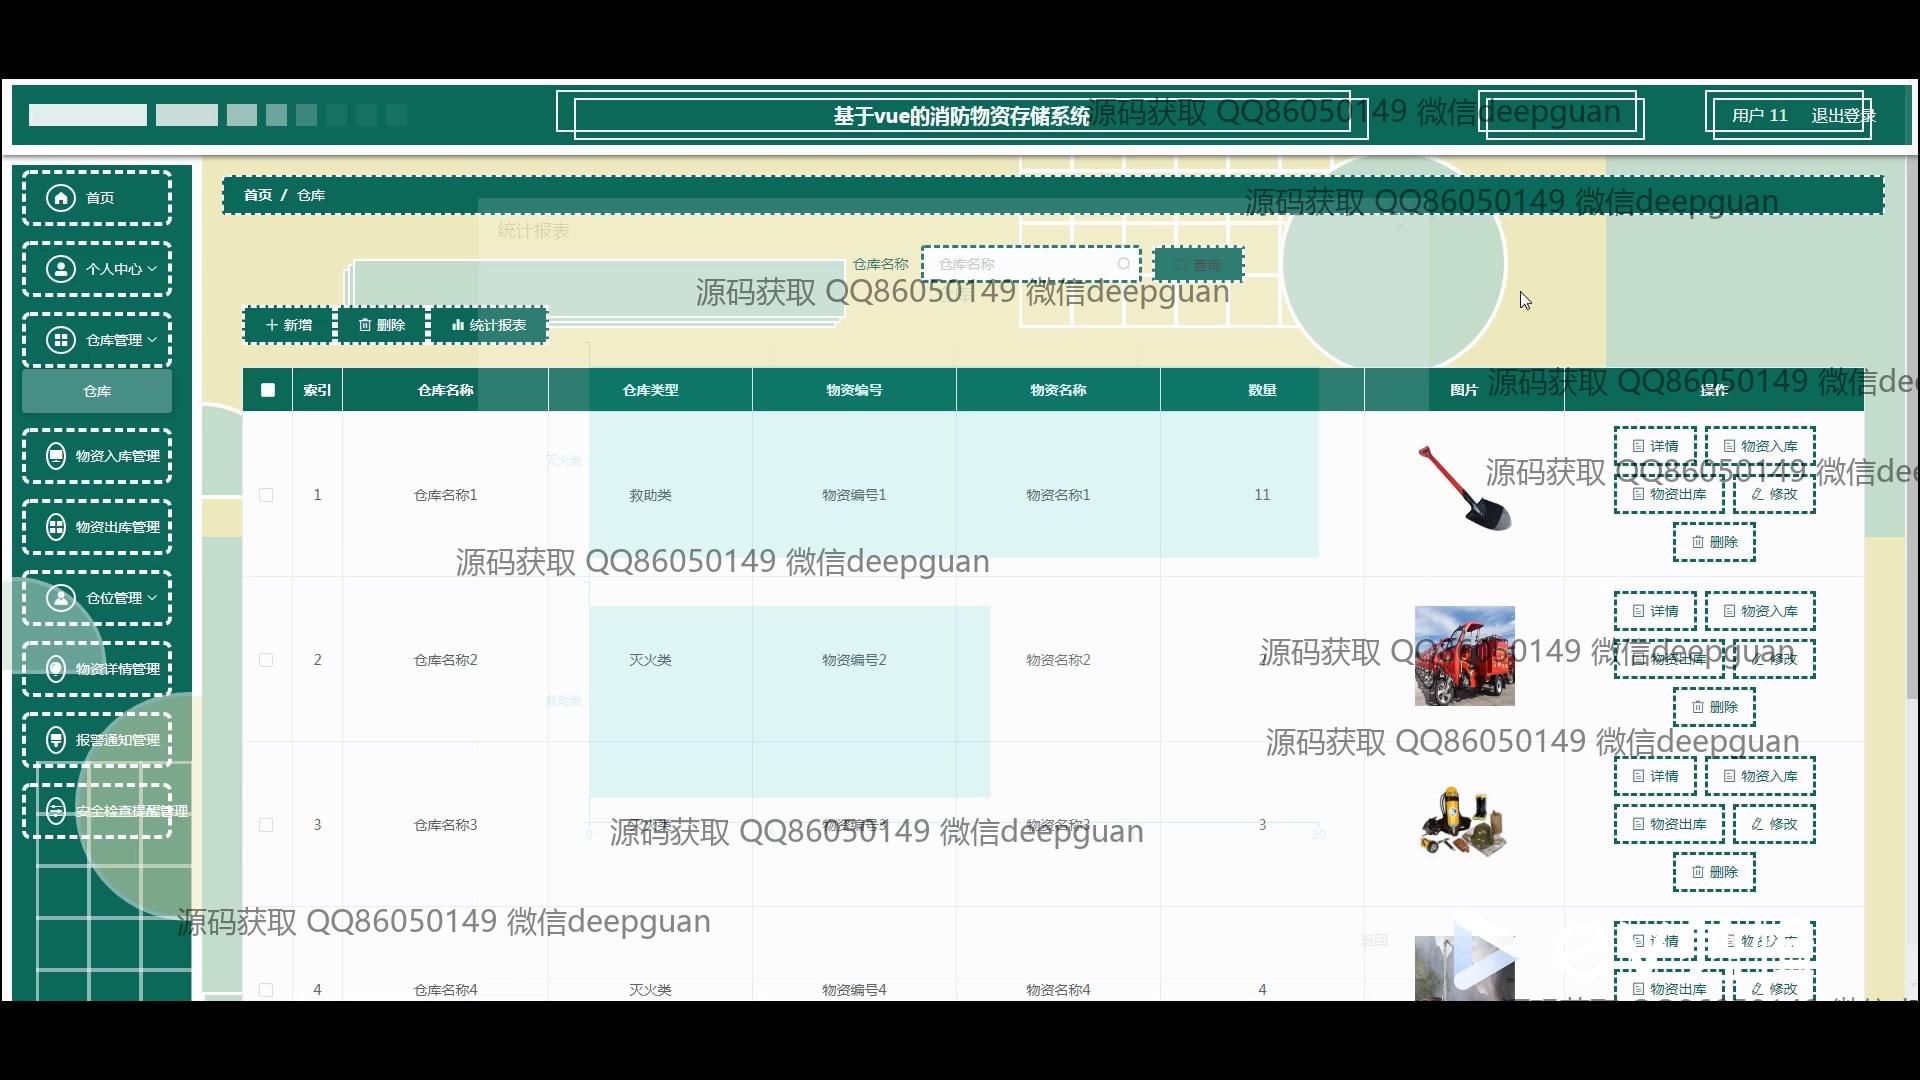 基于vue的消防物资存储系统
源码获取 QQ86050149 微信deepguan
用户 11 退出登录
首页
个人中心
仓库管理
仓库
物资入库管理
物资出库管理
仓位管理
物资详情管理
报警通知管理
安全检查提醒管理
首页 / 仓库
源码获取 QQ86050149 微信deepguan
统计报表
仓库名称 仓库名称 查询
源码获取 QQ86050149 微信deepguan
新增 删除 统计报表
索引 仓库名称 仓库类型 物资编号 物资名称 数量 图片 操作
源码获取 QQ86050149 微信dee
灭火类
1 仓库名称1 救助类 物资编号1 物资名称1 11
详情 物资入库
源码获取 QQ86050149 微信dee
物资出库 修改
删除
源码获取 QQ86050149 微信deepguan
2 仓库名称2 灭火类 物资编号2 物资名称2 2
详情 物资入库
源码获取 QQ86050149 微信deepguan
物资出库 修改
删除
救助类
源码获取 QQ86050149 微信deepguan
3 仓库名称3 灭火类 物资编号3 物资名称3 3
详情 物资入库
物资出库 修改
删除
0 20
源码获取 QQ86050149 微信deepguan
源码获取 QQ86050149 微信deepguan
返回
4 仓库名称4 灭火类 物资编号4 物资名称4 4
详情 物资入库
物资出库 修改